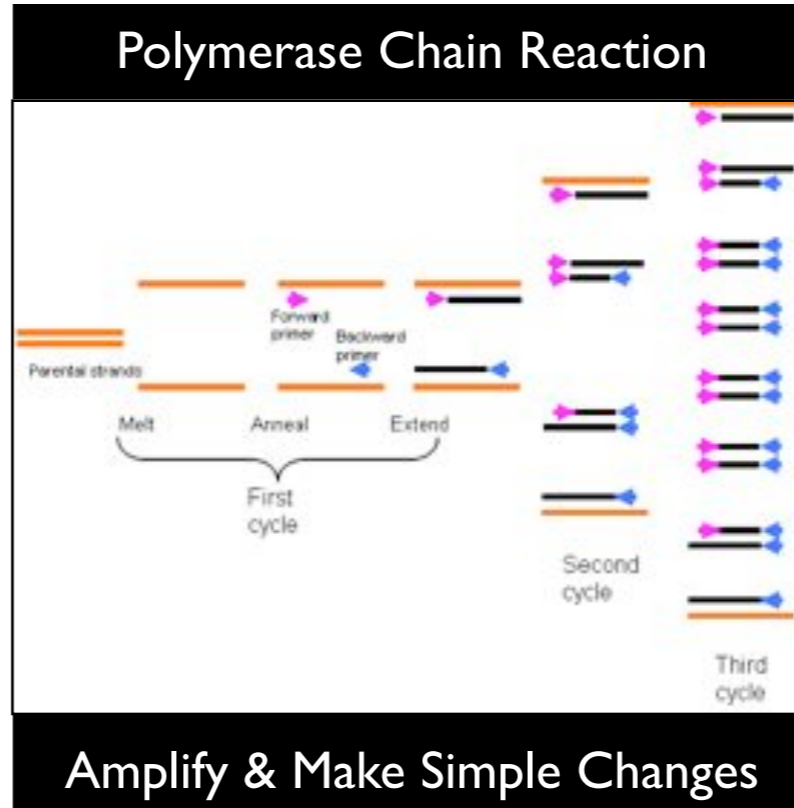 Polymerase Chain Reaction
Forward
primer
Backward
primer
Parental strands
Melt
Anneal
Extend
First
cycle
Second
cycle
Third
cycle
Amplify & Make Simple Changes